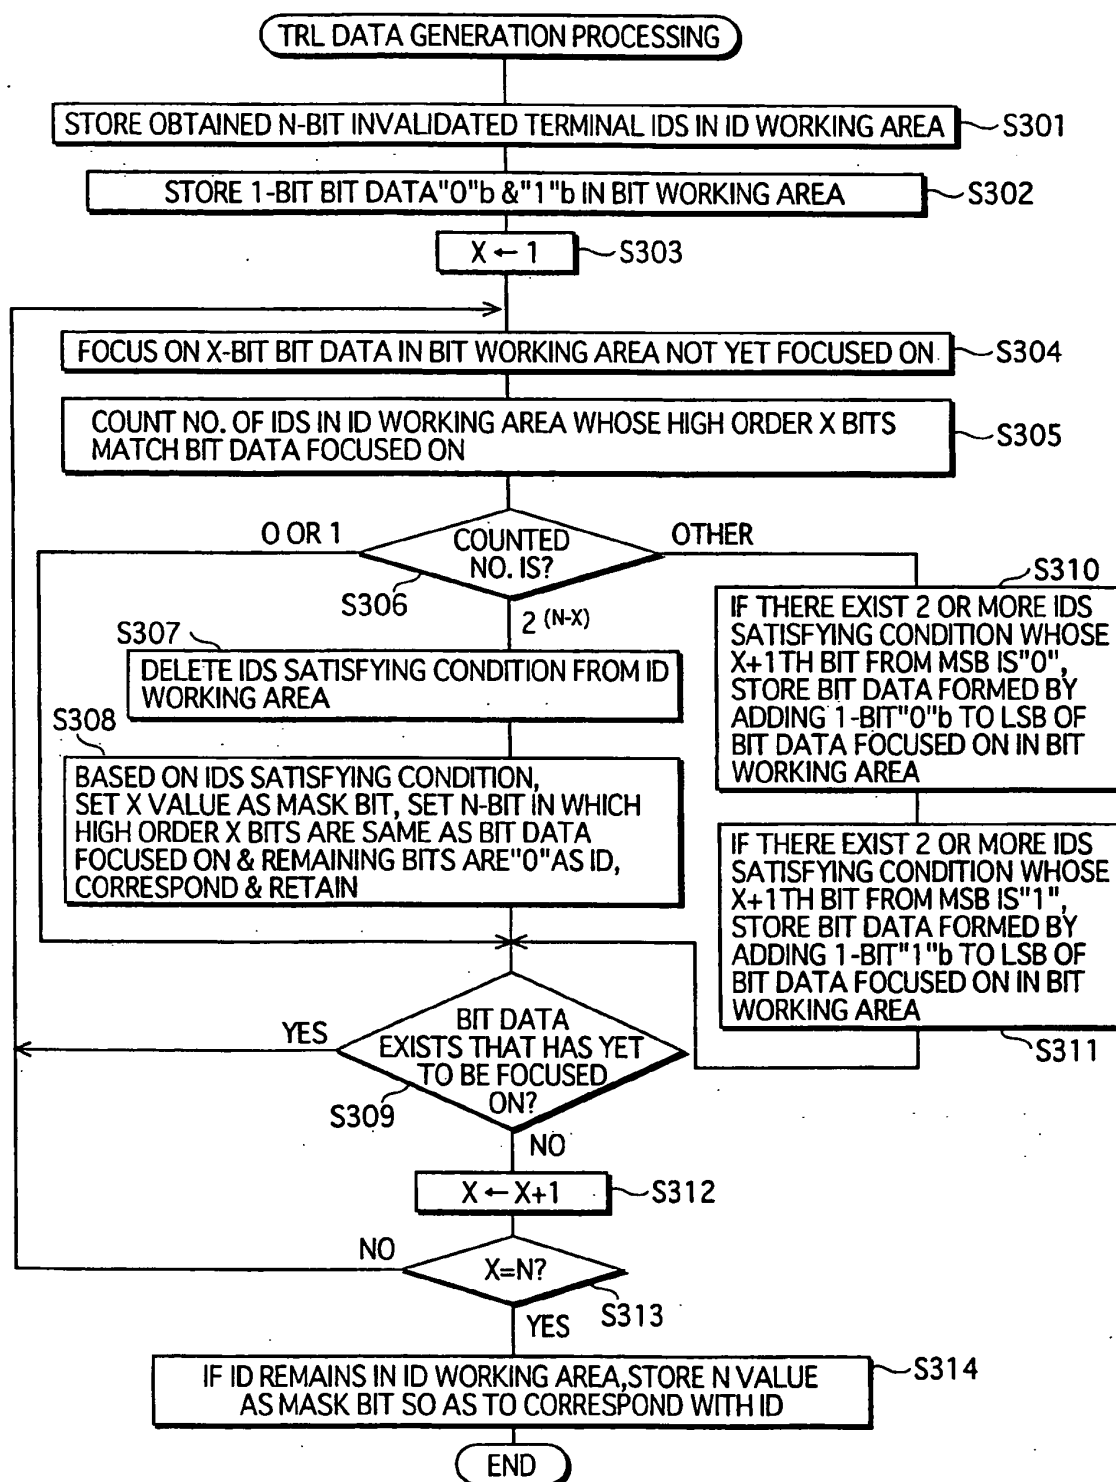 TRL DATA GENERATION PROCESSING
STORE OBTAINED N-BIT INVALIDATED TERMINAL IDS IN ID WORKING AREA
S301
STORE 1-BIT BIT DATA"0"b &"1"b IN BIT WORKING AREA
S302
X ← 1
S303
FOCUS ON X-BIT BIT DATA IN BIT WORKING AREA NOT YET FOCUSED ON
S304
COUNT NO. OF IDS IN ID WORKING AREA WHOSE HIGH ORDER X BITS
MATCH BIT DATA FOCUSED ON
S305
0 OR 1
COUNTED
NO. IS?
OTHER
S306
2 (N-X)
S307
DELETE IDS SATISFYING CONDITION FROM ID
WORKING AREA
S308
BASED ON IDS SATISFYING CONDITION,
SET X VALUE AS MASK BIT, SET N-BIT IN WHICH
HIGH ORDER X BITS ARE SAME AS BIT DATA
FOCUSED ON & REMAINING BITS ARE"0"AS ID,
CORRESPOND & RETAIN
S310
IF THERE EXIST 2 OR MORE IDS
SATISFYING CONDITION WHOSE
X+1TH BIT FROM MSB IS"0",
STORE BIT DATA FORMED BY
ADDING 1-BIT"0"b TO LSB OF
BIT DATA FOCUSED ON IN BIT
WORKING AREA
IF THERE EXIST 2 OR MORE IDS
SATISFYING CONDITION WHOSE
X+1TH BIT FROM MSB IS"1",
STORE BIT DATA FORMED BY
ADDING 1-BIT"1"b TO LSB OF
BIT DATA FOCUSED ON IN BIT
WORKING AREA
S311
YES
BIT DATA
EXISTS THAT HAS YET
TO BE FOCUSED
ON?
S309
NO
X ← X+1
S312
NO
X=N?
S313
YES
IF ID REMAINS IN ID WORKING AREA,STORE N VALUE
AS MASK BIT SO AS TO CORRESPOND WITH ID
S314
END